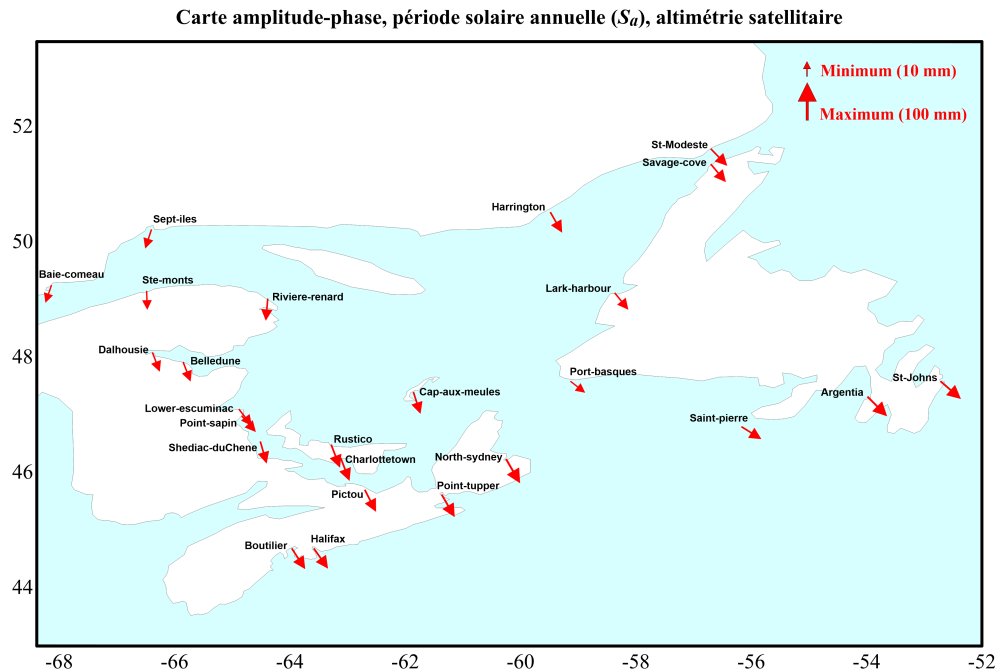 Carte amplitude-phase, période solaire annuelle (Sa), altimétrie satellitaire
Minimum (10 mm)
Maximum (100 mm)
52
St-Modeste
Savage-cove
Harrington
Sept-iles
50
Baie-comeau
Ste-monts
Riviere-renard
Lark-harbour
48
Dalhousie
Belledune
Port-basques
St-Johns
Cap-aux-meules
Argentia
Lower-escuminac
Point-sapin
Saint-pierre
Rustico
Shediac-duChene
Charlottetown
North-sydney
46
Pictou
Point-tupper
Boutilier
Halifax
44
-68 -66 -64 -62 -60 -58 -56 -54 -52